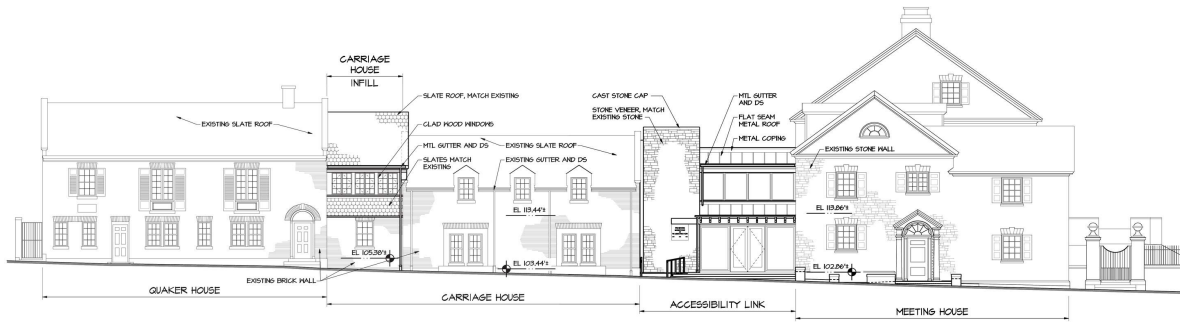 CARRIAGE
HOUSE
INFILL
SLATE ROOF, MATCH EXISTING
EXISTING SLATE ROOF
CLAD WOOD WINDOWS
MTL GUTTER AND DS
SLATES MATCH
EXISTING
EXISTING SLATE ROOF
EXISTING GUTTER AND DS
CAST STONE CAP
STONE VENEER, MATCH
EXISTING STONE
MTL GUTTER
AND DS
FLAT SEAM
METAL ROOF
METAL COPING
EXISTING STONE WALL
EL 113.44'±
EL 113.86'±
EL 105.38'±
EL 103.44'±
EL 102.86'±
EXISTING BRICK WALL
QUAKER HOUSE
CARRIAGE HOUSE
ACCESSIBILITY LINK
MEETING HOUSE